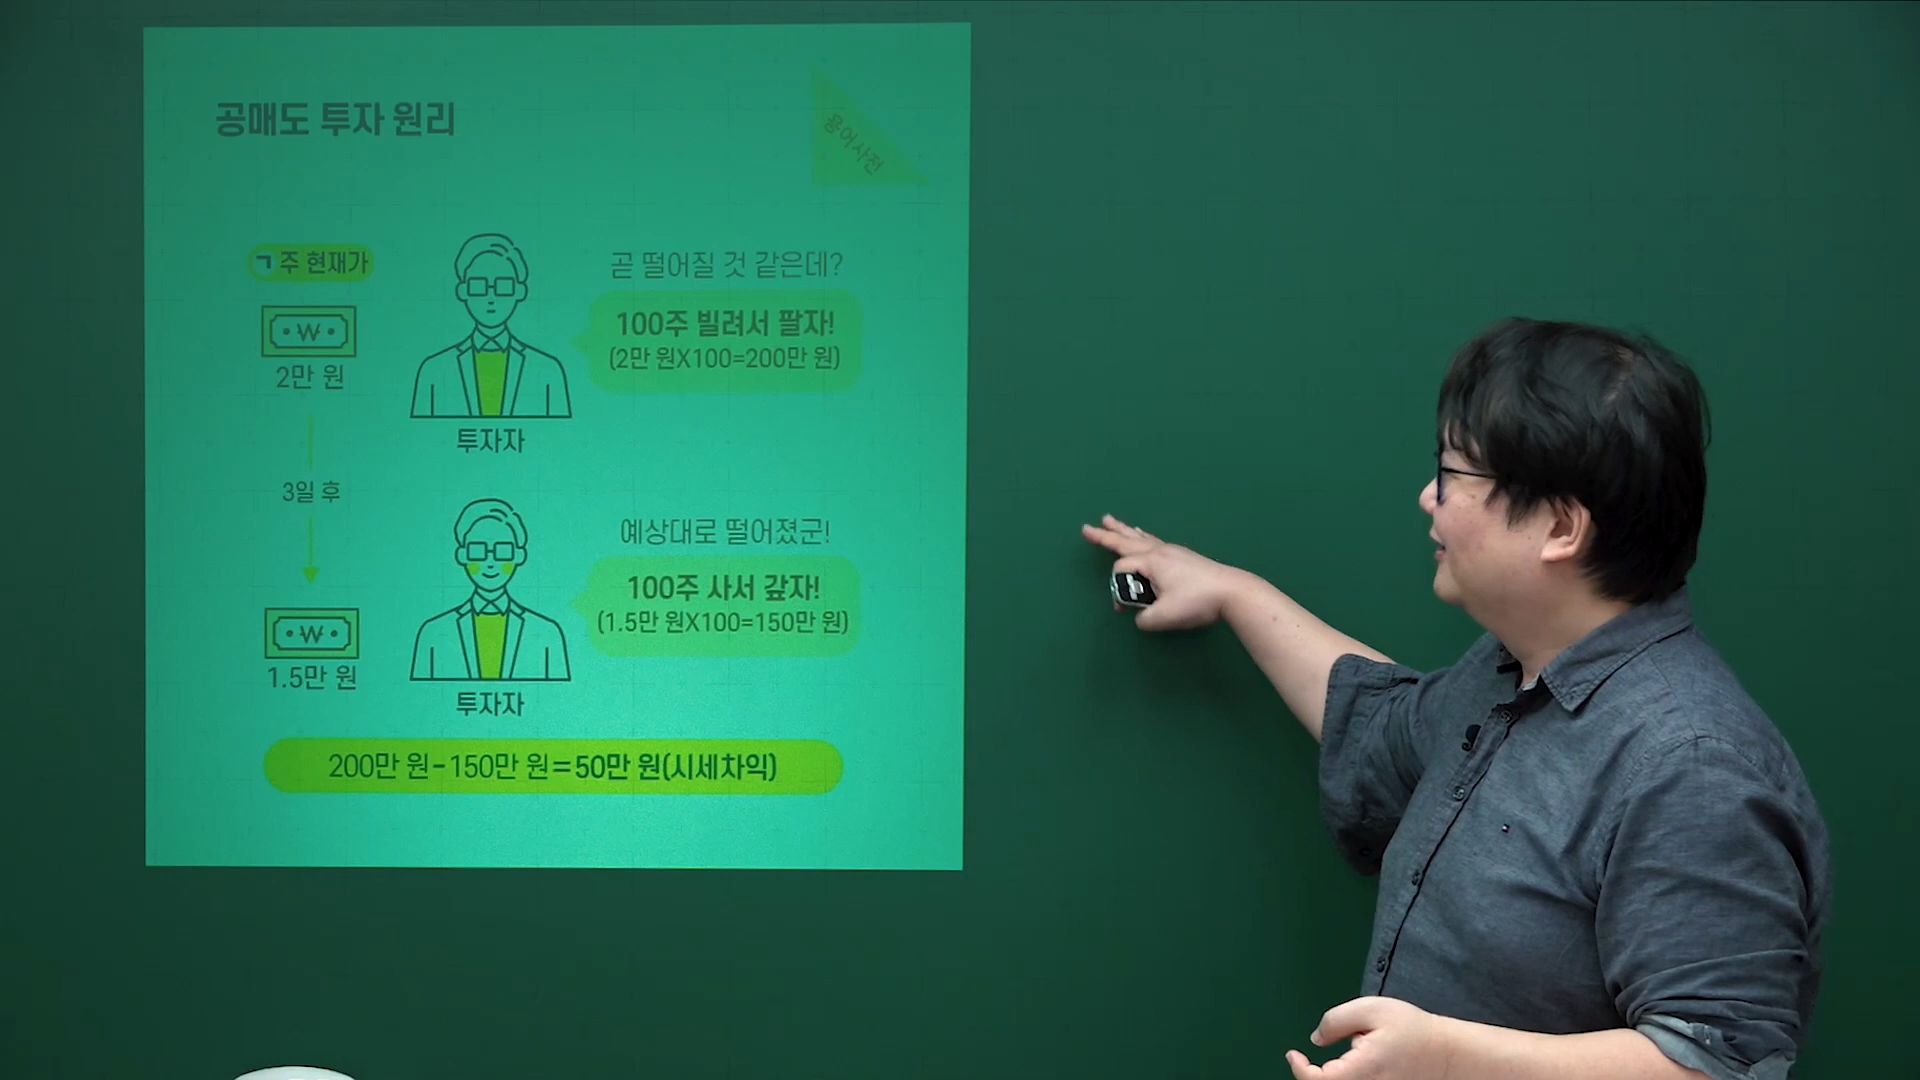 공매도 투자 원리
용어사전
ㄱ주 현재가
곧 떨어질 것 같은데?
100주 빌려서 팔자!
(2만 원X100=200만 원)
W
2만 원
투자자
3일 후
예상대로 떨어졌군!
100주 사서 갚자!
(1.5만 원X100=150만 원)
W
1.5만 원
투자자
200만 원-150만 원=50만 원(시세차익)